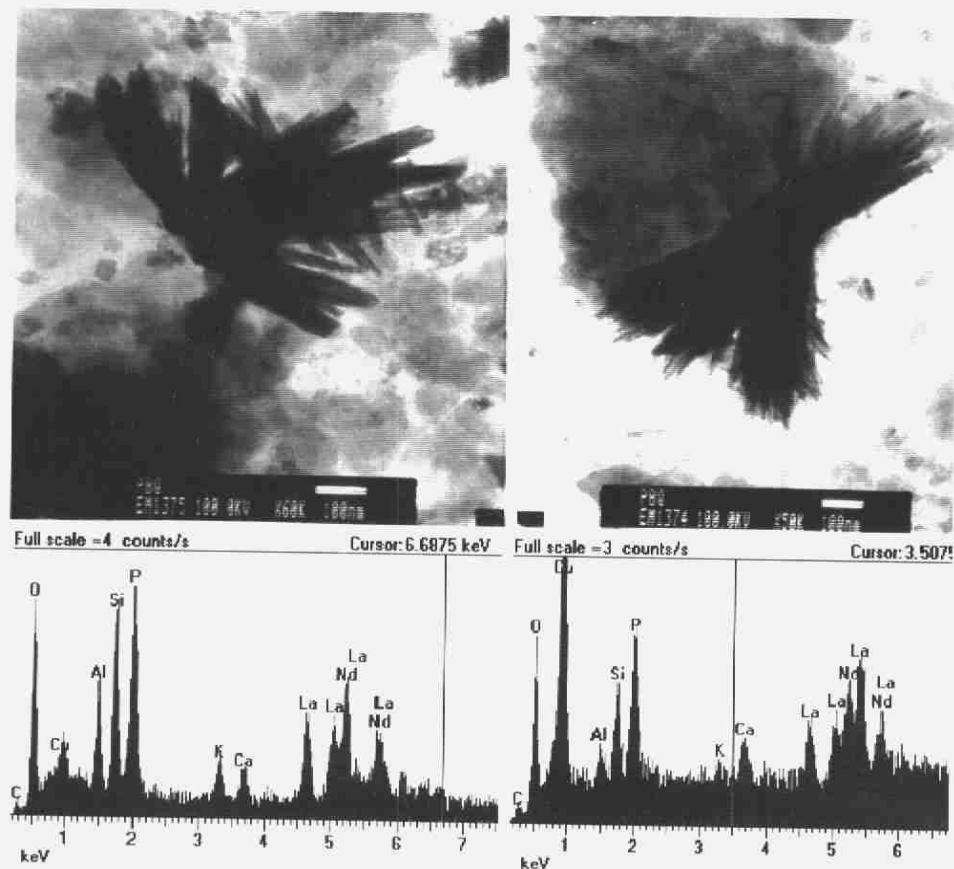 PBQ
EM1375 100.0KV X60K 100nm
PBQ
EM1374 100.0KV X50K 100nm
Full scale =4 counts/s Cursor: 6.6875 keV
Full scale =3 counts/s Cursor: 3.5075
O
Al
Si
P
C
K
Ca
La
La
La
Nd
La
Nd
1 2 3 4 5 6 7
keV
O
Al
Si
P
C
K
Ca
La
La
Nd
La
La
Nd
1 2 3 4 5 6
keV